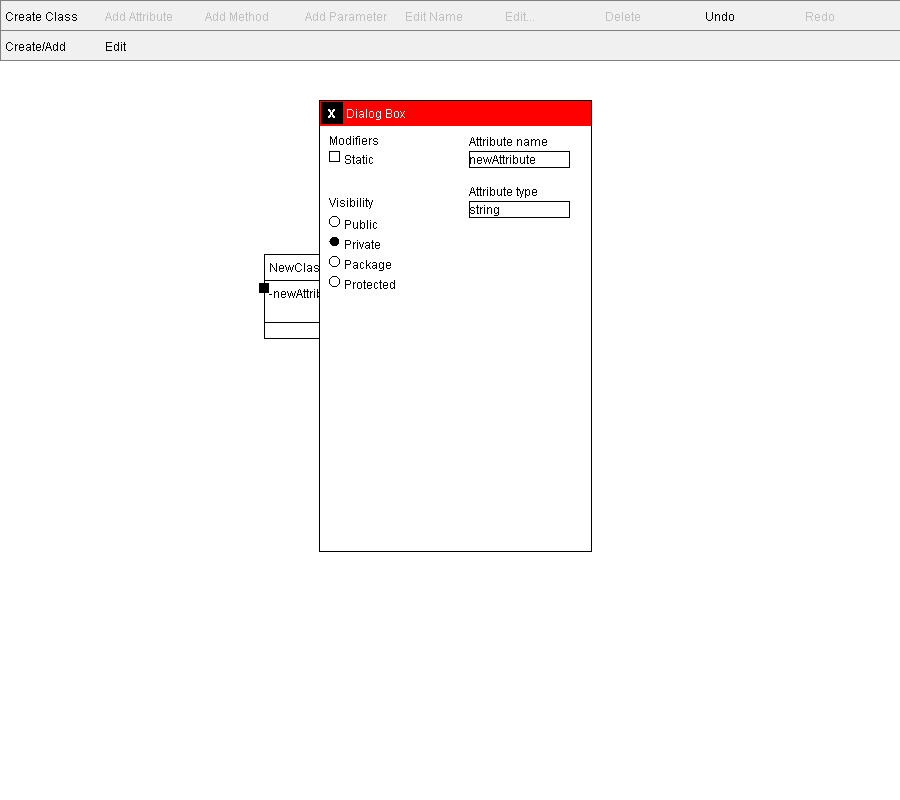 Create Class Add Attribute Add Method Add Parameter Edit Name Edit... Delete Undo Redo
Create/Add Edit
X Dialog Box
Modifiers
Static
Attribute name
newAttribute
Attribute type
string
Visibility
Public
Private
Package
Protected
NewClas
-newAttrib